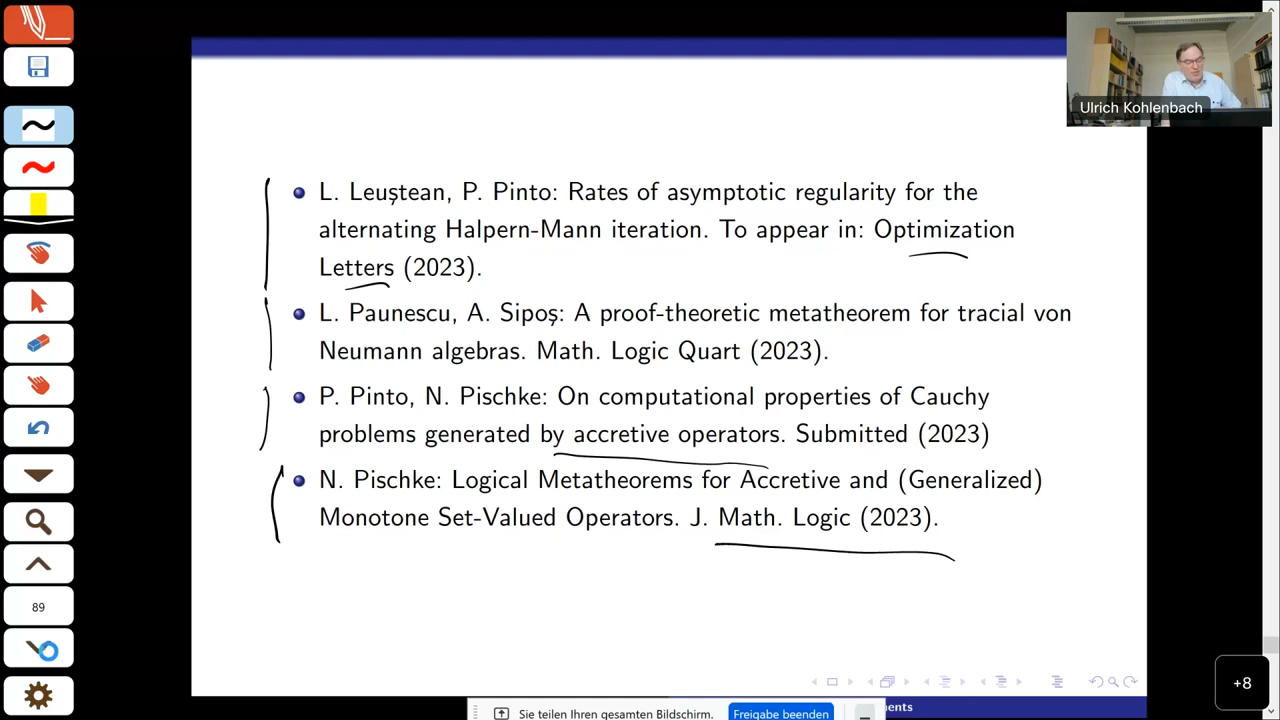 Ulrich Kohlenbach
L. Leuştean, P. Pinto: Rates of asymptotic regularity for the
alternating Halpern-Mann iteration. To appear in: Optimization
Letters (2023).
L. Paunescu, A. Sipoş: A proof-theoretic metatheorem for tracial von
Neumann algebras. Math. Logic Quart (2023).
P. Pinto, N. Pischke: On computational properties of Cauchy
problems generated by accretive operators. Submitted (2023)
N. Pischke: Logical Metatheorems for Accretive and (Generalized)
Monotone Set-Valued Operators. J. Math. Logic (2023).
89
+8
Sie teilen Ihren gesamten Bildschirm.
Freigabe beenden